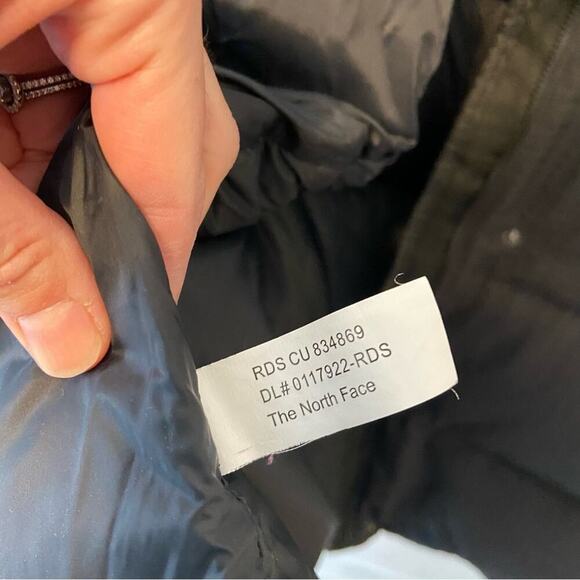 RDS CU 834869
DL# 0117922-RDS
The North Face